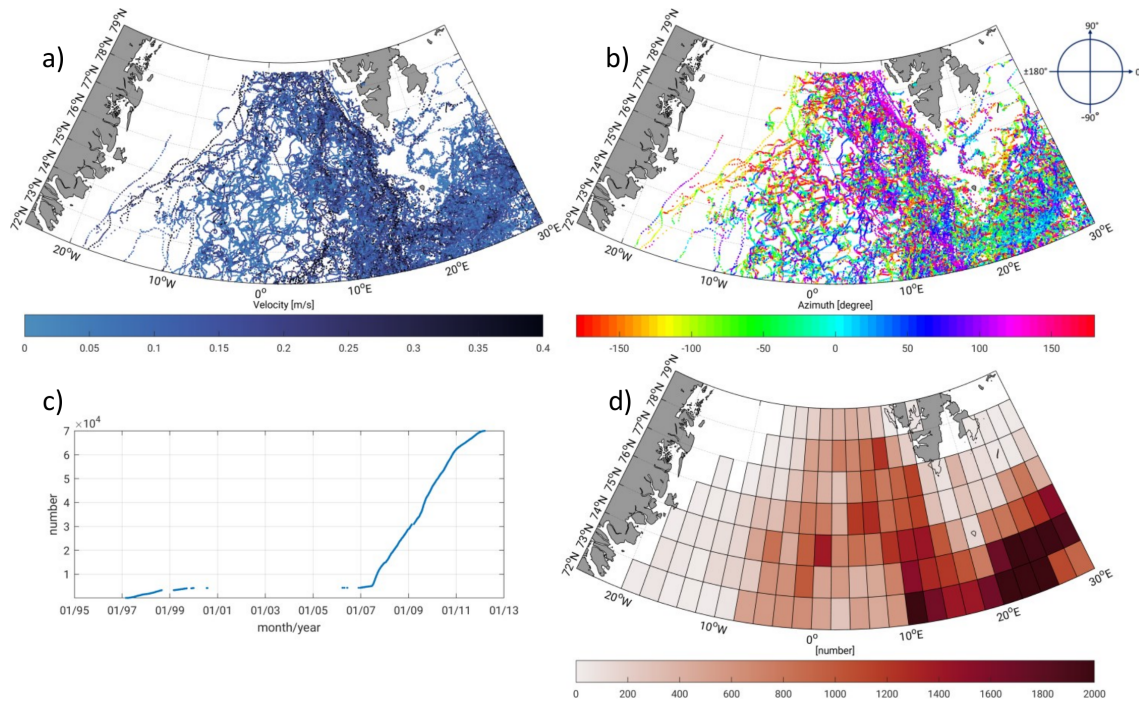 a)
79°N
78°N
77°N
76°N
75°N
74°N
73°N
72°N
20°W
10°W
0°
10°E
20°E
30°E
Velocity [m/s]
0 0.05 0.1 0.15 0.2 0.25 0.3 0.35 0.4
b)
79°N
78°N
77°N
76°N
75°N
74°N
73°N
72°N
20°W
10°W
0°
10°E
20°E
30°E
90°
±180°
0
-90°
Azimuth [degree]
-150 -100 -50 0 50 100 150
c)
×10⁴
7
6
5
4
3
2
1
number
01/95 01/97 01/99 01/01 01/03 01/05 01/07 01/09 01/11 01/13
month/year
d)
79°N
78°N
77°N
76°N
75°N
74°N
73°N
72°N
20°W
10°W
0°
10°E
20°E
30°E
[number]
0 200 400 600 800 1000 1200 1400 1600 1800 2000